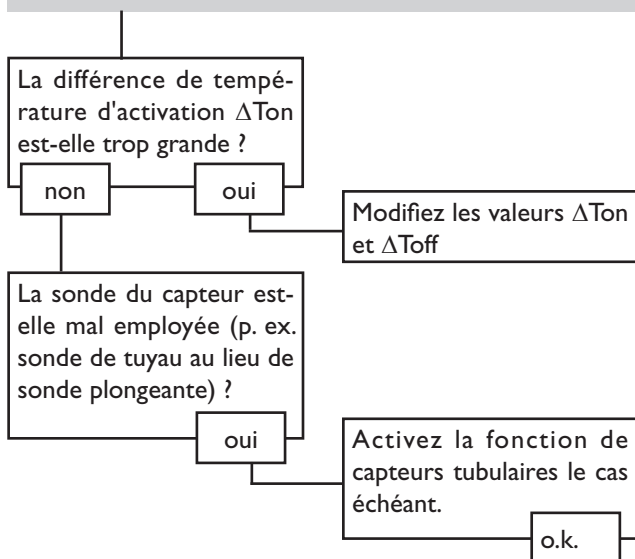 La différence de tempé-
rature d'activation ΔTon
est-elle trop grande ?
non
oui
Modifiez les valeurs ΔTon
et ΔToff
La sonde du capteur est-
elle mal employée (p. ex.
sonde de tuyau au lieu de
sonde plongeante) ?
oui
Activez la fonction de
capteurs tubulaires le cas
échéant.
o.k.